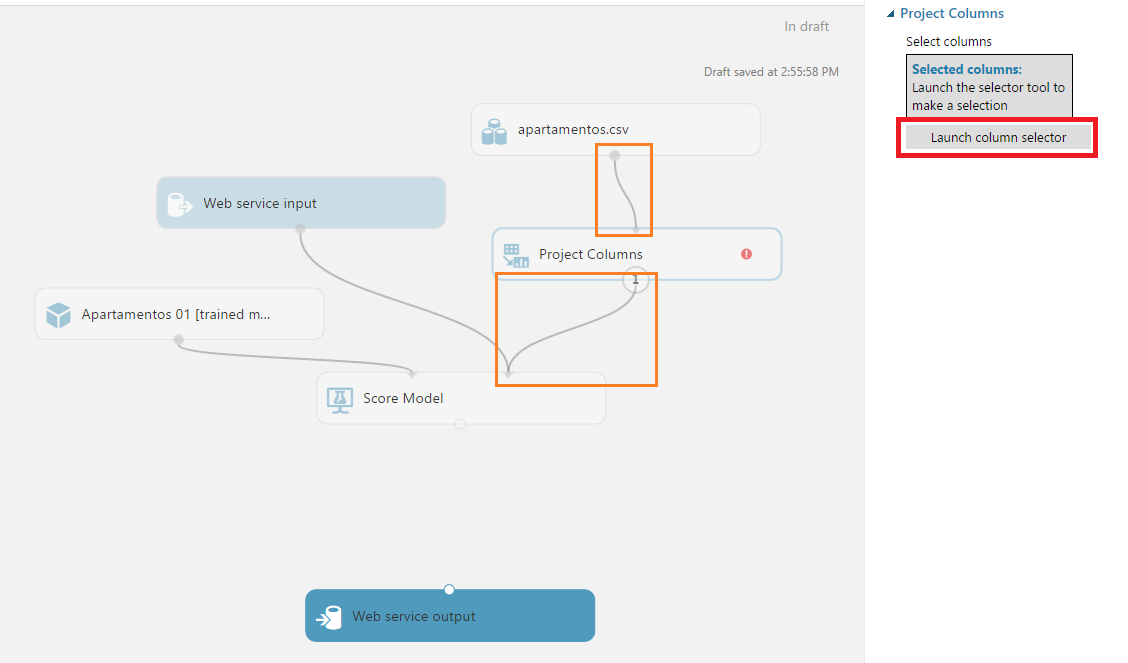 In draft
Draft saved at 2:55:58 PM
apartamentos.csv
Web service input
Project Columns
!
1
Apartamentos 01 [trained m...
Score Model
Web service output
Project Columns
Select columns
Selected columns:
Launch the selector tool to
make a selection
Launch column selector